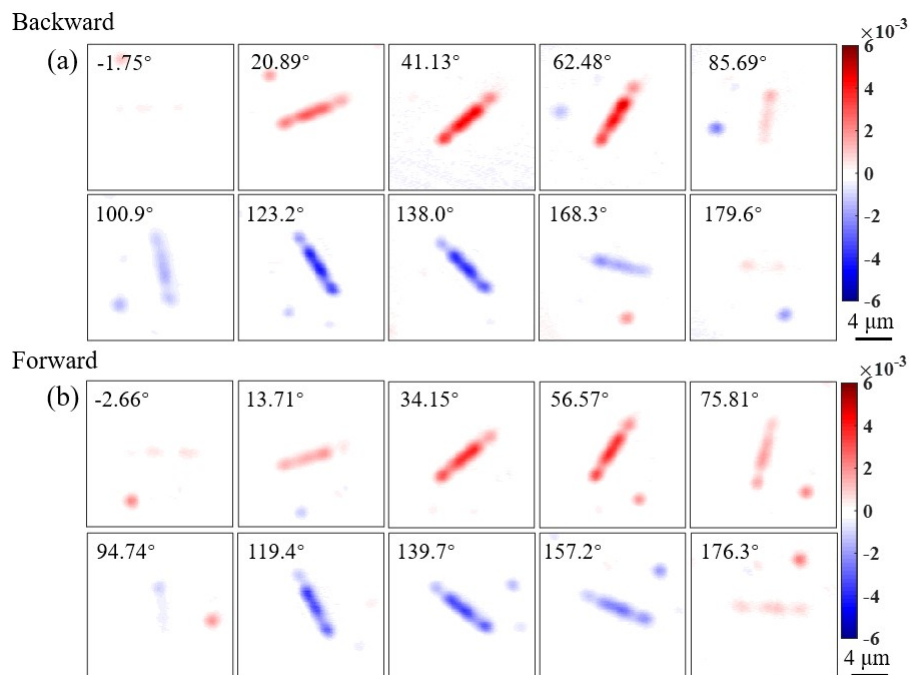 Backward
(a) -1.75° 20.89° 41.13° 62.48° 85.69°
×10⁻³
6
4
2
0
100.9° 123.2° 138.0° 168.3° 179.6°
-2
-4
-6
4 μm
Forward
(b) -2.66° 13.71° 34.15° 56.57° 75.81°
×10⁻³
6
4
2
0
94.74° 119.4° 139.7° 157.2° 176.3°
-2
-4
-6
4 μm